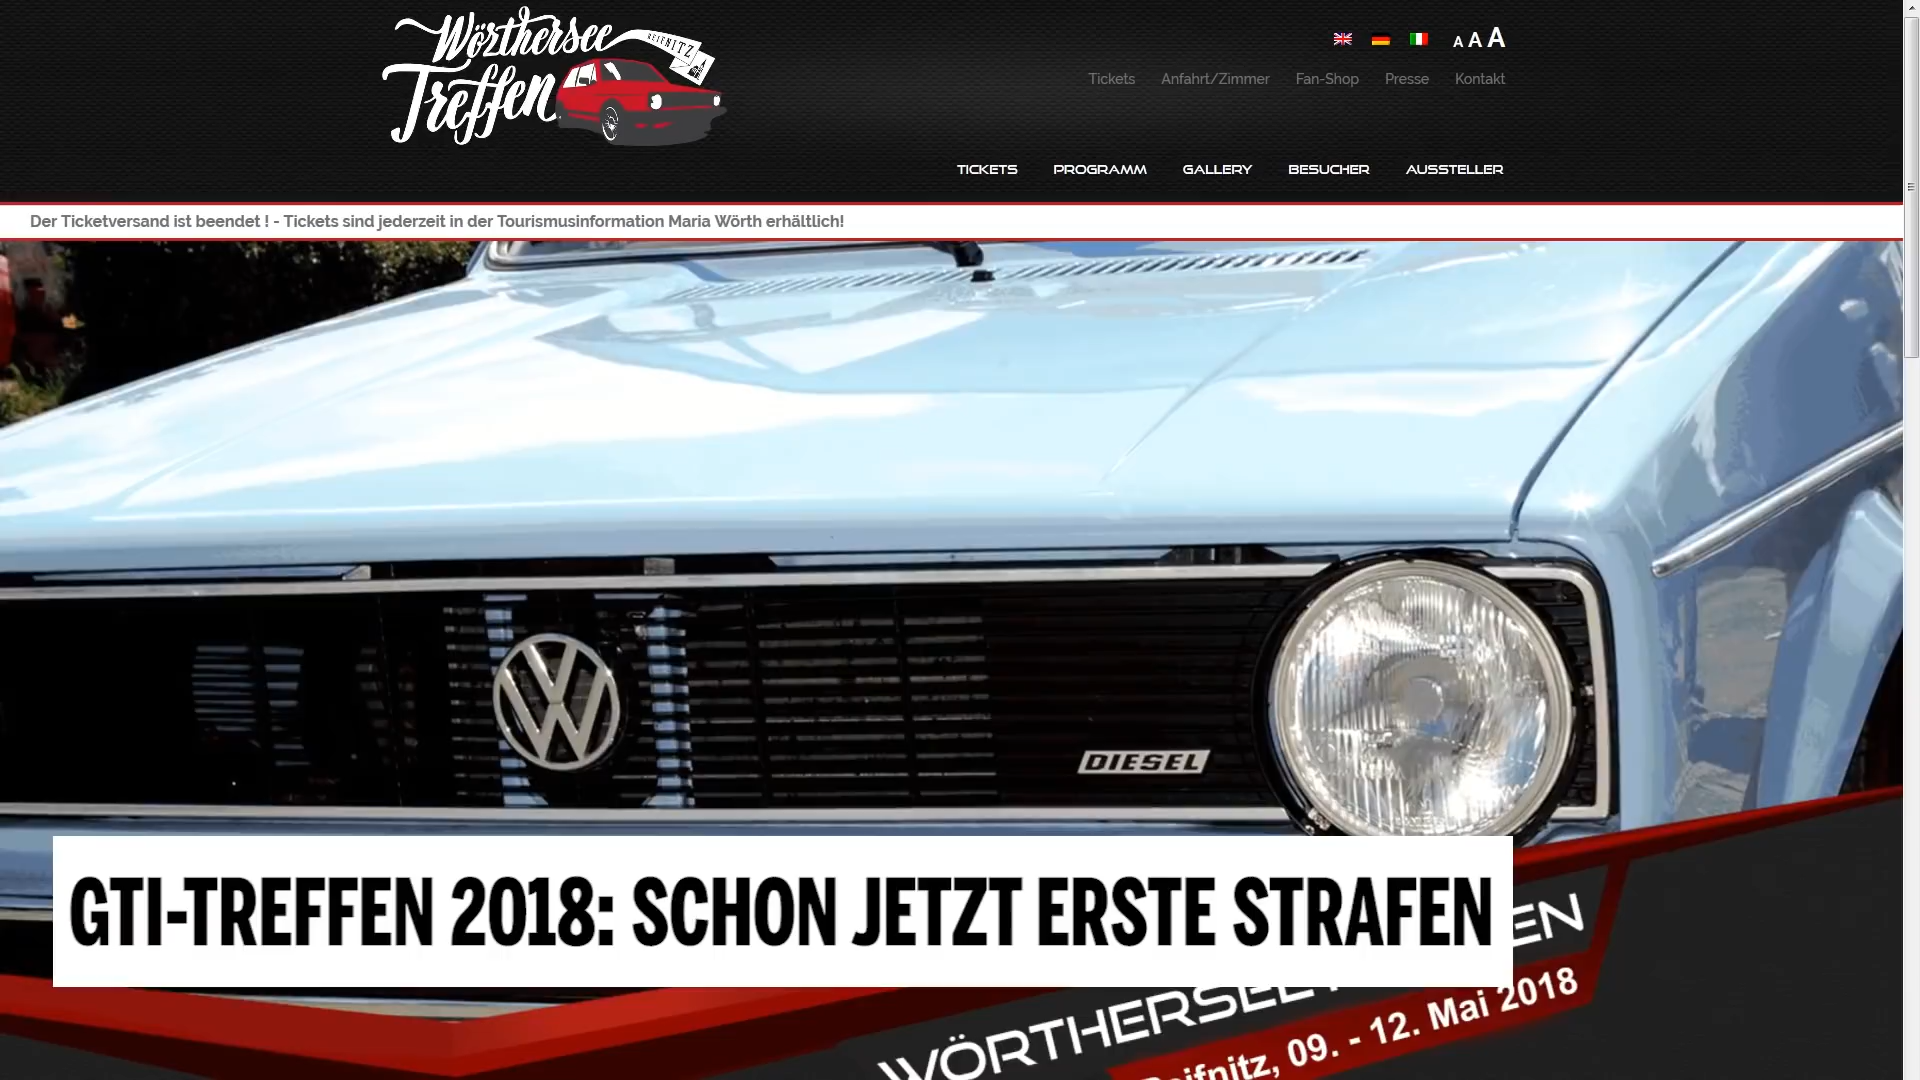 Wörthersee
REIFNITZ
Treffen
A A A
Tickets Anfahrt/Zimmer Fan-Shop Presse Kontakt
TICKETS PROGRAMM GALLERY BESUCHER AUSSTELLER
Der Ticketversand ist beendet ! - Tickets sind jederzeit in der Tourismusinformation Maria Wörth erhältlich!
DIESEL
GTI-TREFFEN 2018: SCHON JETZT ERSTE STRAFEN
Reifnitz, 09. - 12. Mai 2018